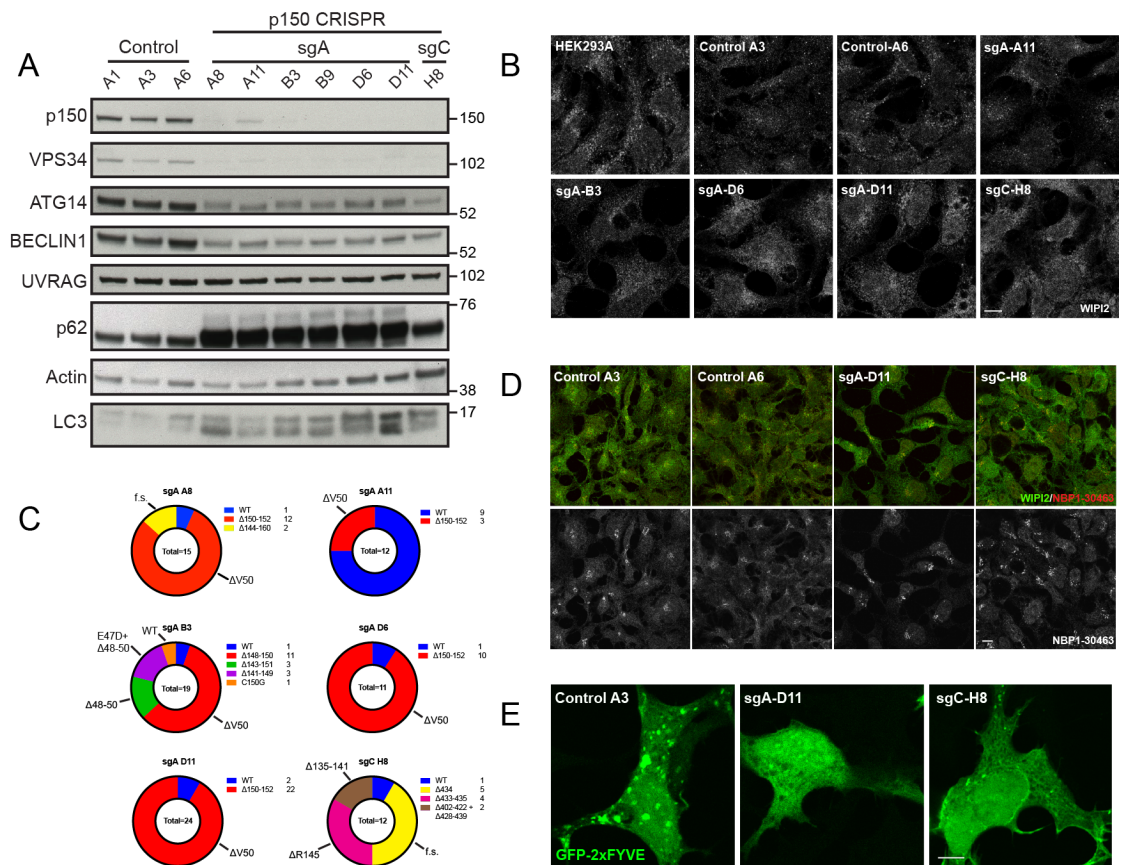 p150 CRISPR
Control sgA sgC
A
A1 A3 A6 A8 A11 B3 B9 D6 D11 H8
p150 150
VPS34 102
ATG14 52
BECLIN1 52
UVRAG 102
p62 76
Actin 38
LC3 17
B
HEK293A Control A3 Control-A6 sgA-A11
sgA-B3 sgA-D6 sgA-D11 sgC-H8
WIPI2
C
sgA A8
f.s.
WT 1
Δ150-152 12
Δ144-160 2
Total=15
ΔV50
sgA A11
ΔV50
WT 9
Δ150-152 3
Total=12
sgA B3
E47D+
Δ48-50
WT
WT 1
Δ148-150 11
Δ143-151 3
Δ141-149 3
C150G 1
Total=19
Δ48-50
ΔV50
sgA D6
WT 1
Δ150-152 10
Total=11
ΔV50
sgA D11
WT 2
Δ150-152 22
Total=24
ΔV50
sgC H8
Δ135-141
WT 1
Δ434 5
Δ433-435 4
Δ402-422 + 2
Δ428-439
Total=12
ΔR145
f.s.
D
Control A3 Control A6 sgA-D11 sgC-H8
WIPI2/NBP1-30463
NBP1-30463
E
Control A3 sgA-D11 sgC-H8
GFP-2xFYVE